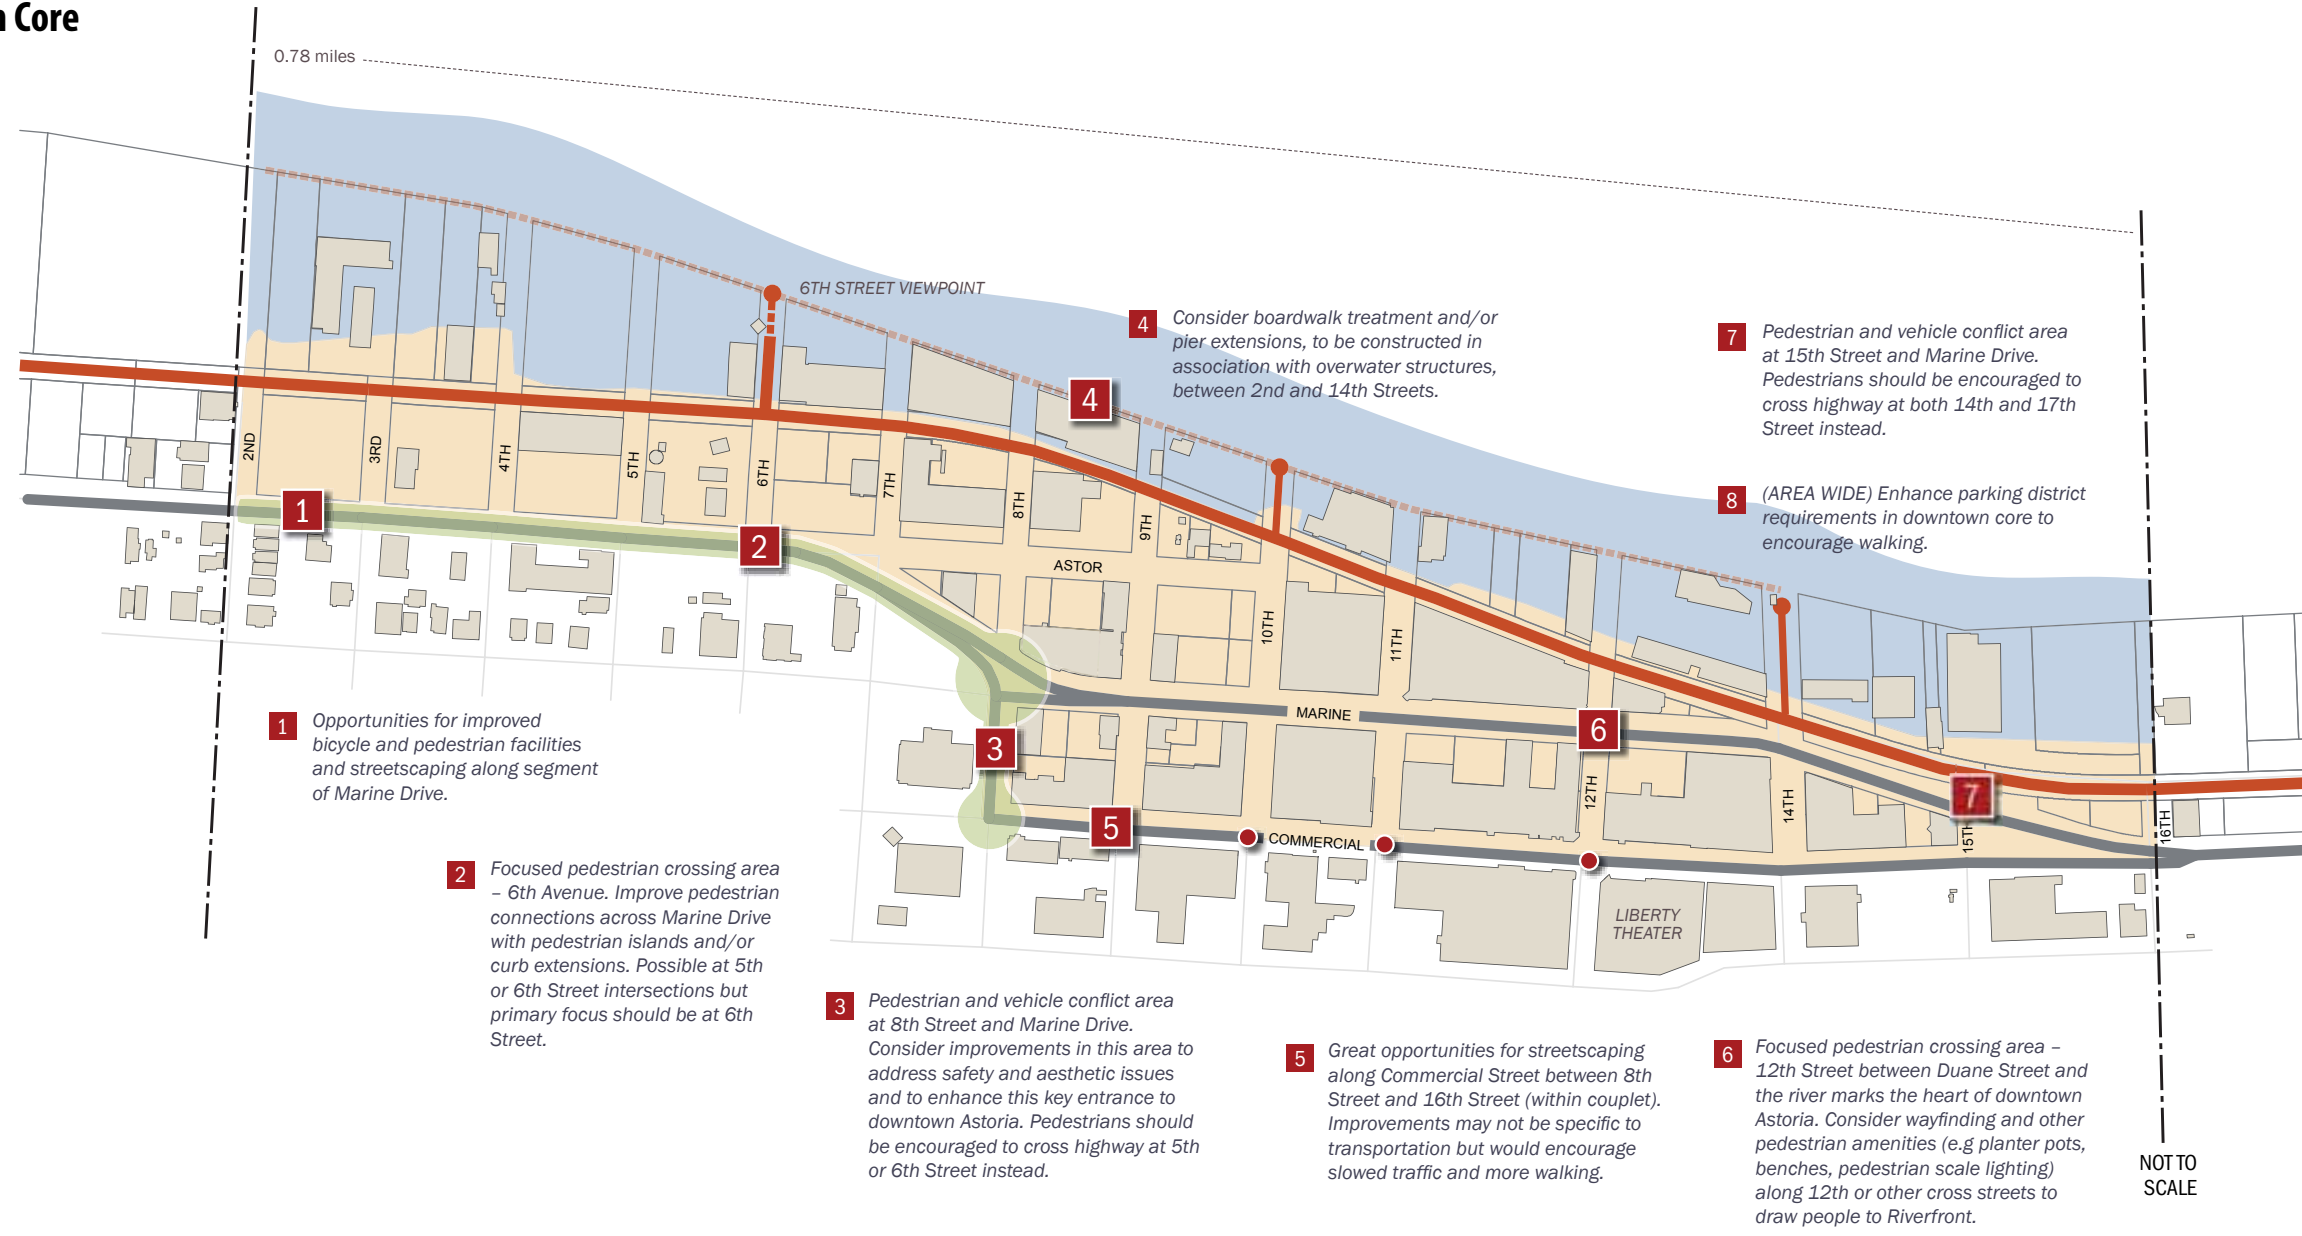 Core
0.78 miles
6TH STREET VIEWPOINT
4
4
Consider boardwalk treatment and/or
pier extensions, to be constructed in
association with overwater structures,
between 2nd and 14th Streets.
7
Pedestrian and vehicle conflict area
at 15th Street and Marine Drive.
Pedestrians should be encouraged to
cross highway at both 14th and 17th
Street instead.
8
(AREA WIDE) Enhance parking district
requirements in downtown core to
encourage walking.
2ND
3RD
4TH
5TH
6TH
7TH
8TH
9TH
10TH
11TH
12TH
14TH
15TH
16TH
ASTOR
MARINE
COMMERCIAL
LIBERTY
THEATER
1
2
3
5
6
7
1
Opportunities for improved
bicycle and pedestrian facilities
and streetscaping along segment
of Marine Drive.
2
Focused pedestrian crossing area
– 6th Avenue. Improve pedestrian
connections across Marine Drive
with pedestrian islands and/or
curb extensions. Possible at 5th
or 6th Street intersections but
primary focus should be at 6th
Street.
3
Pedestrian and vehicle conflict area
at 8th Street and Marine Drive.
Consider improvements in this area to
address safety and aesthetic issues
and to enhance this key entrance to
downtown Astoria. Pedestrians should
be encouraged to cross highway at 5th
or 6th Street instead.
5
Great opportunities for streetscaping
along Commercial Street between 8th
Street and 16th Street (within couplet).
Improvements may not be specific to
transportation but would encourage
slowed traffic and more walking.
6
Focused pedestrian crossing area –
12th Street between Duane Street and
the river marks the heart of downtown
Astoria. Consider wayfinding and other
pedestrian amenities (e.g planter pots,
benches, pedestrian scale lighting)
along 12th or other cross streets to
draw people to Riverfront.
NOT TO
SCALE